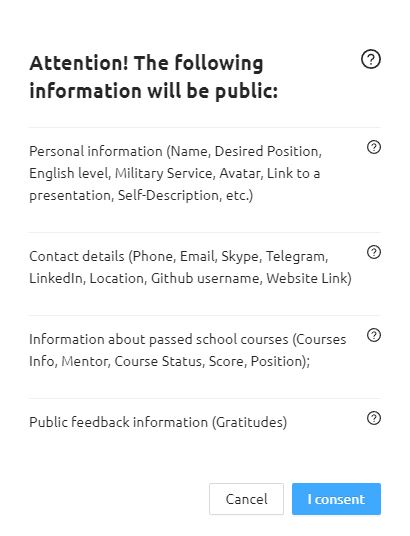 Attention! The following
information will be public:
Personal information (Name, Desired Position,
English level, Military Service, Avatar, Link to a
presentation, Self-Description, etc.)
Contact details (Phone, Email, Skype, Telegram,
LinkedIn, Location, Github username, Website Link)
Information about passed school courses (Courses
Info, Mentor, Course Status, Score, Position);
Public feedback information (Gratitudes)
Cancel
I consent